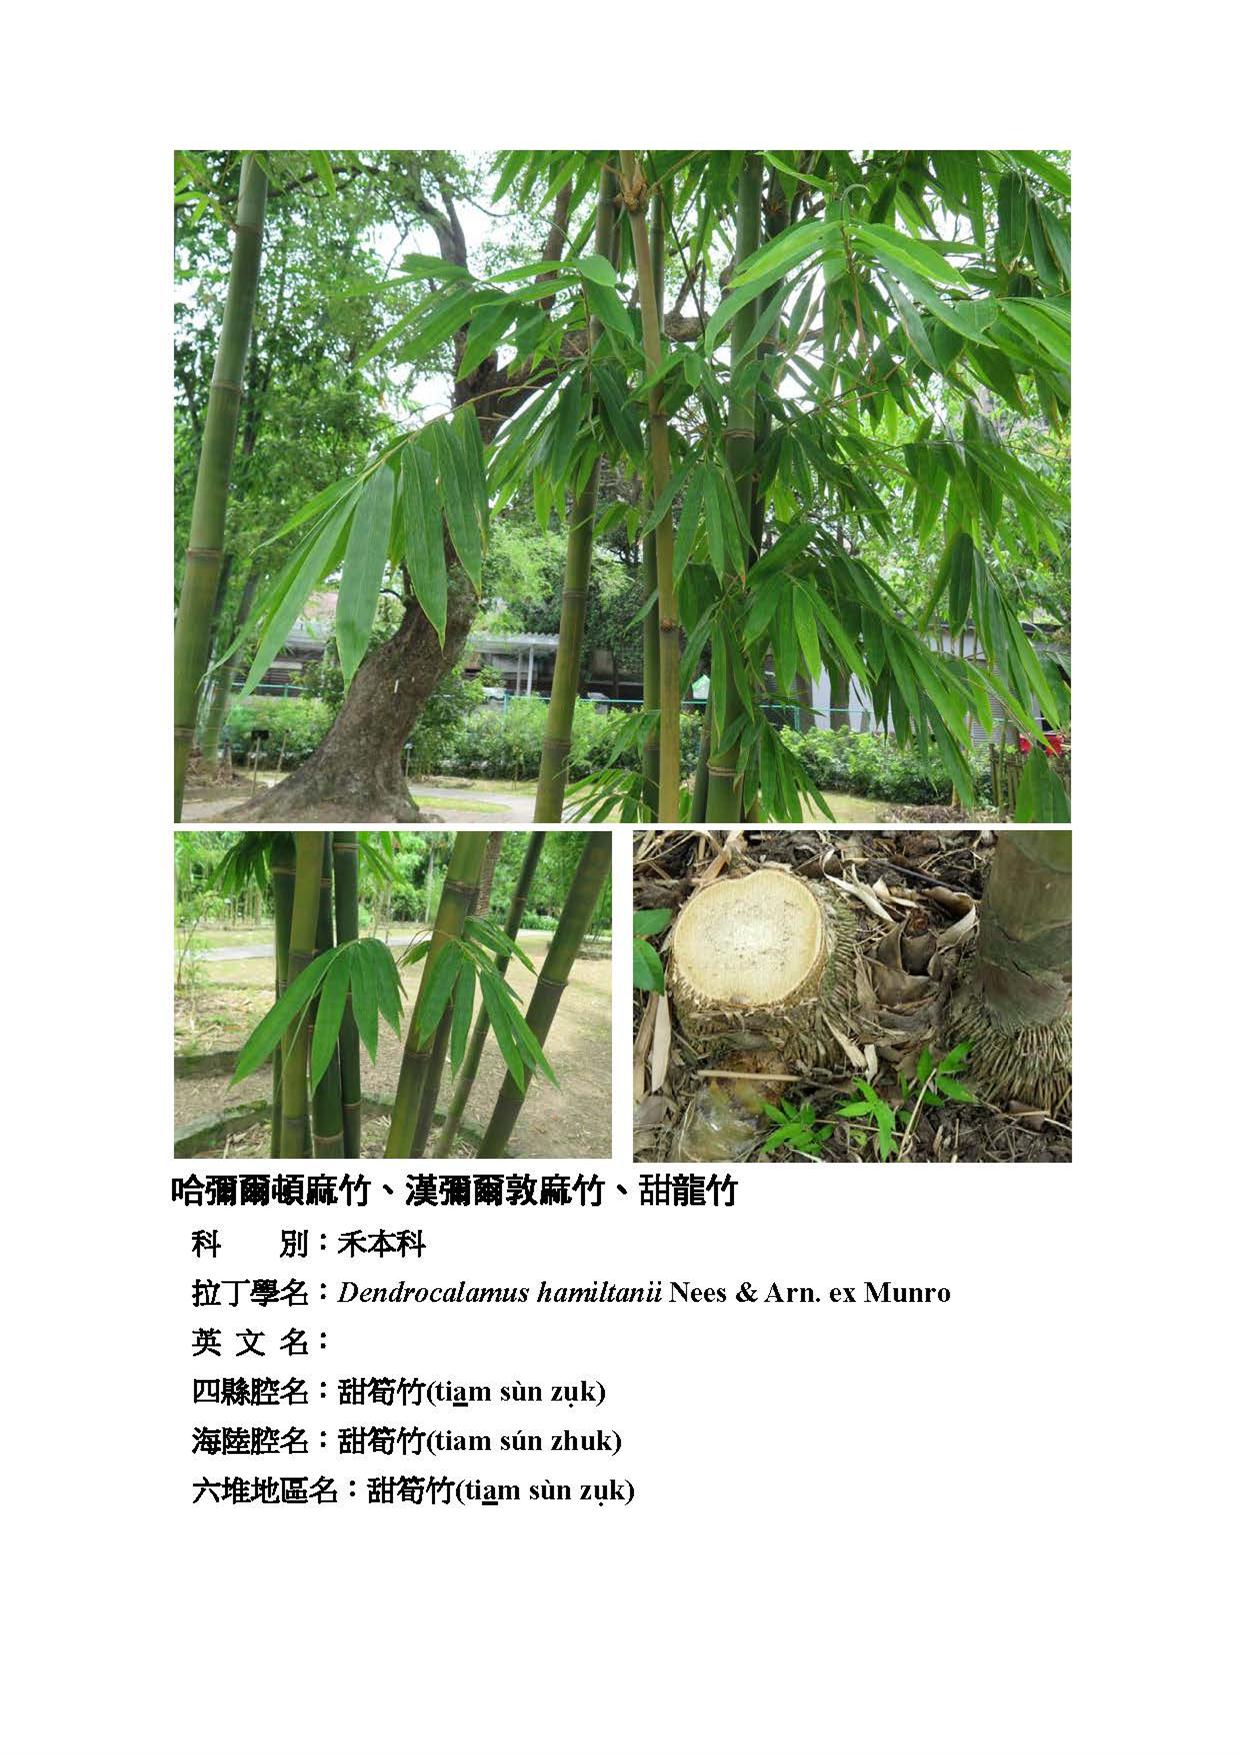 哈彌爾頓麻竹、漢彌爾敦麻竹、甜龍竹
科　　別：禾本科
拉丁學名：Dendrocalamus hamiltanii Nees & Arn. ex Munro
英 文 名：
四縣腔名：甜筍竹(tiam sùn zụk)
海陸腔名：甜筍竹(tiam sún zhuk)
六堆地區名：甜筍竹(tiam sùn zụk)